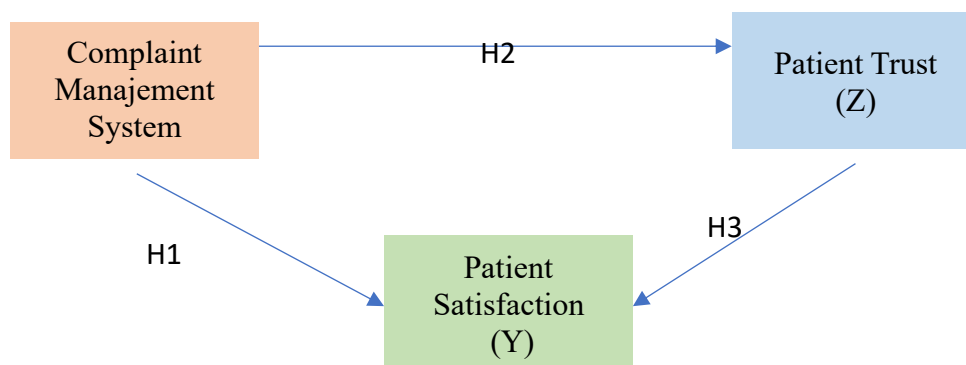 Complaint
Manajement
System
H2
Patient Trust
(Z)
H1
H3
Patient
Satisfaction
(Y)